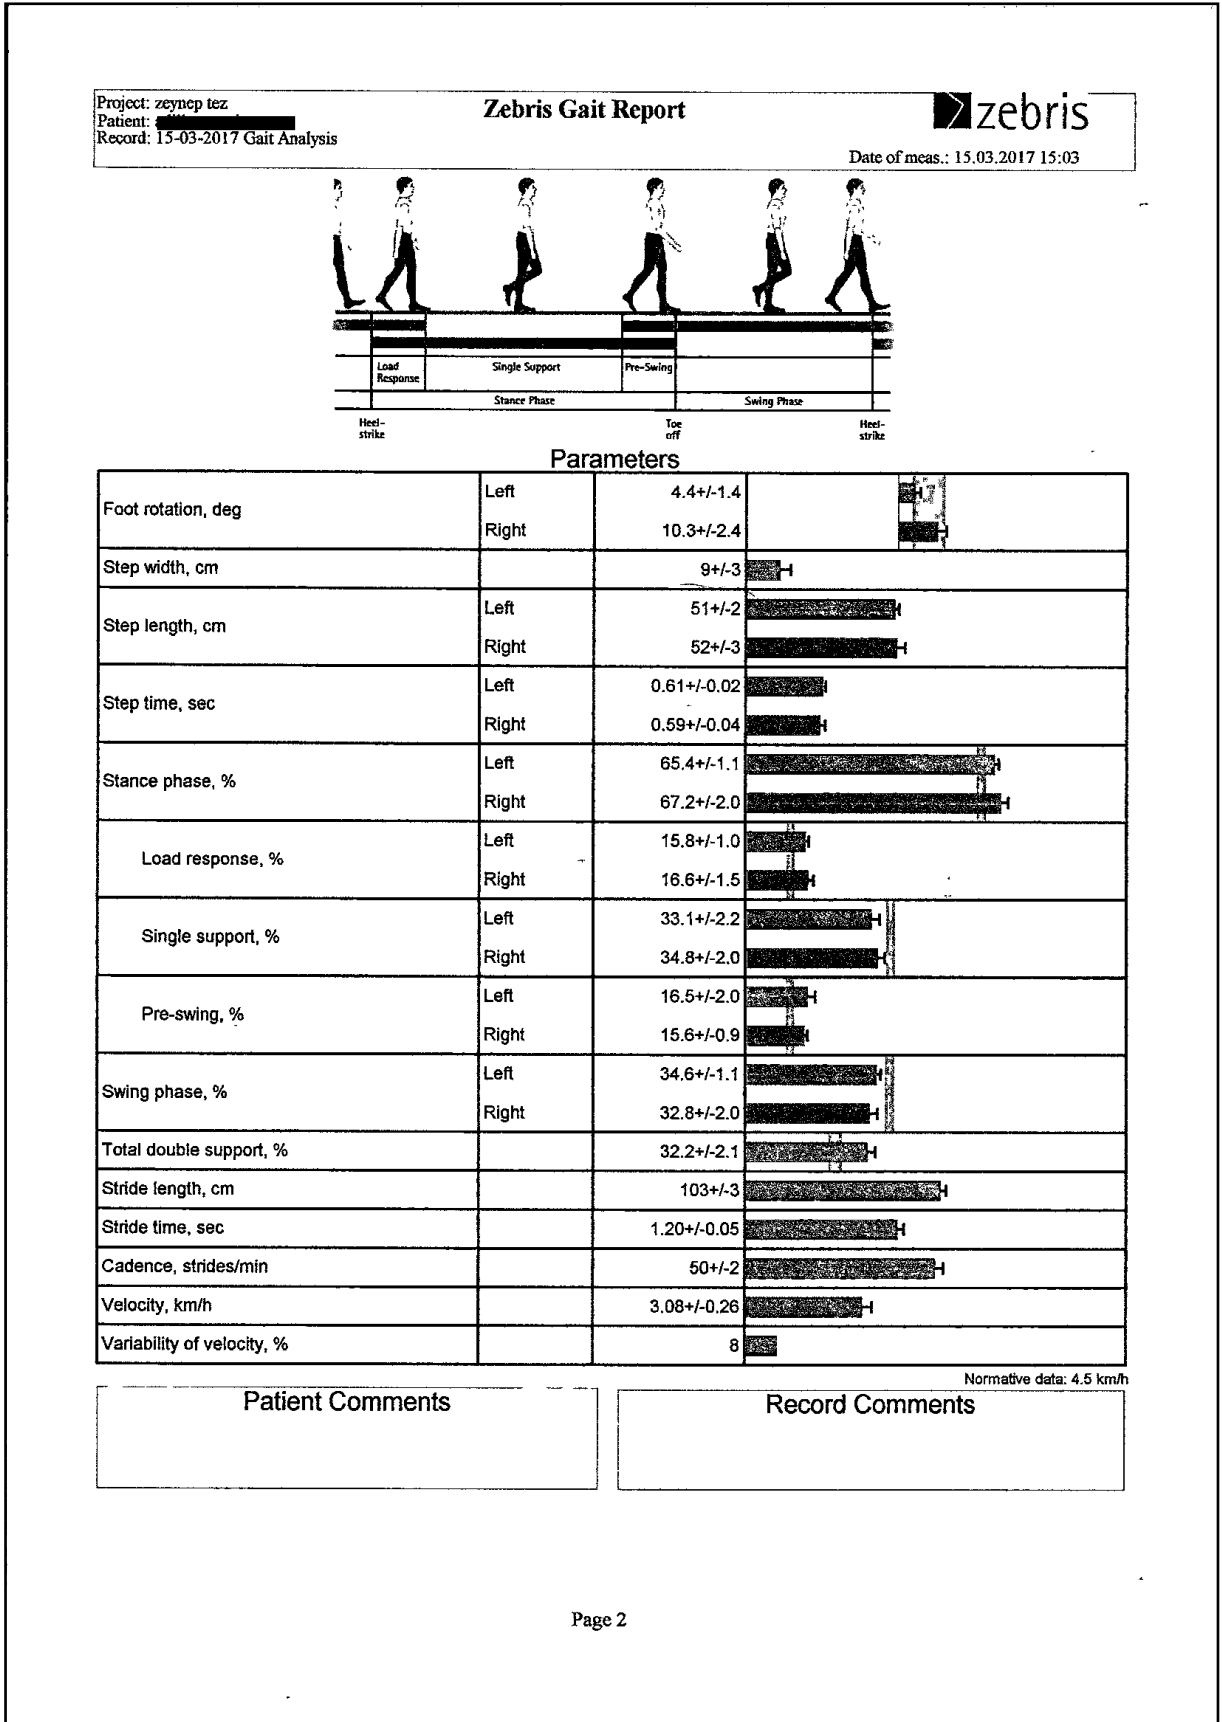 Project: zeynep tez
Patient:
Record: 15-03-2017 Gait Analysis
Zebris Gait Report
zebris
Date of meas.: 15.03.2017 15:03
Load Response
Single Support
Pre-Swing
Stance Phase
Swing Phase
Heel-strike
Toe off
Heel-strike
Parameters
Foot rotation, deg
Left 4.4+/-1.4
Right 10.3+/-2.4
Step width, cm 9+/-3
Step length, cm
Left 51+/-2
Right 52+/-3
Step time, sec
Left 0.61+/-0.02
Right 0.59+/-0.04
Stance phase, %
Left 65.4+/-1.1
Right 67.2+/-2.0
Load response, %
Left 15.8+/-1.0
Right 16.6+/-1.5
Single support, %
Left 33.1+/-2.2
Right 34.8+/-2.0
Pre-swing, %
Left 16.5+/-2.0
Right 15.6+/-0.9
Swing phase, %
Left 34.6+/-1.1
Right 32.8+/-2.0
Total double support, % 32.2+/-2.1
Stride length, cm 103+/-3
Stride time, sec 1.20+/-0.05
Cadence, strides/min 50+/-2
Velocity, km/h 3.08+/-0.26
Variability of velocity, % 8
Normative data: 4.5 km/h
Patient Comments
Record Comments
Page 2